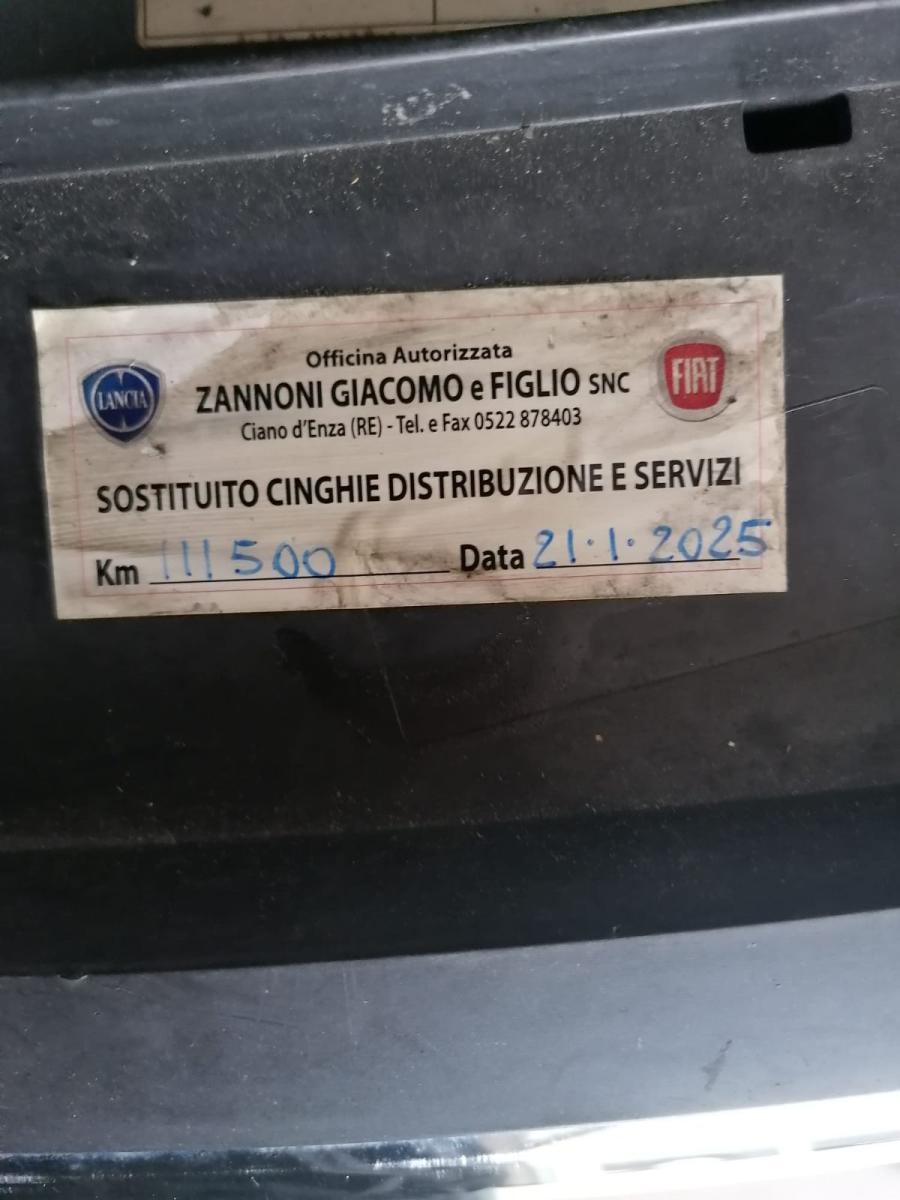 Officina Autorizzata
LANCIA
ZANNONI GIACOMO e FIGLIO SNC
FIAT
Ciano d'Enza (RE) - Tel. e Fax 0522 878403
SOSTITUITO CINGHIE DISTRIBUZIONE E SERVIZI
Km 111500 Data 21·1·2025